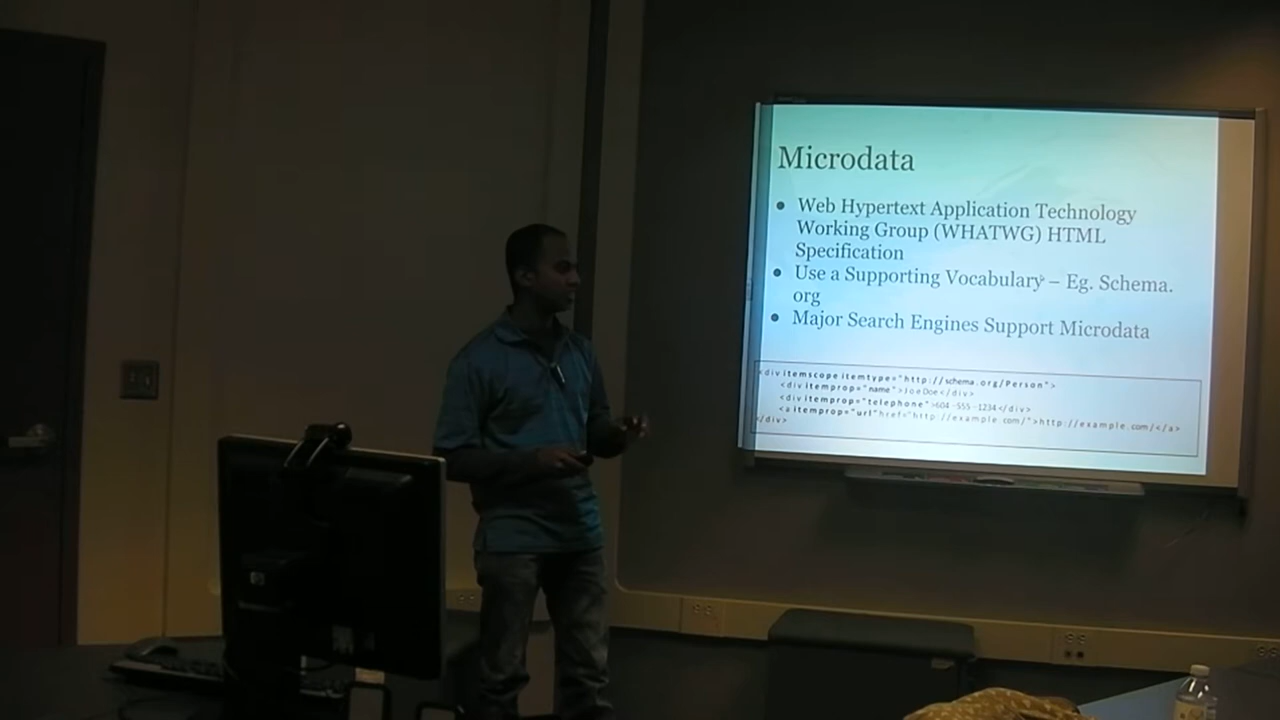 Microdata
● Web Hypertext Application Technology
Working Group (WHATWG) HTML
Specification
● Use a Supporting Vocabulary – Eg. Schema.
org
● Major Search Engines Support Microdata
<div itemscope itemtype="http://schema.org/Person">
<div itemprop="name">Joe Doe</div>
<div itemprop="telephone">604-555-1234</div>
<a itemprop="url"href="http://example.com/">http://example.com/</a>
</div>
hp